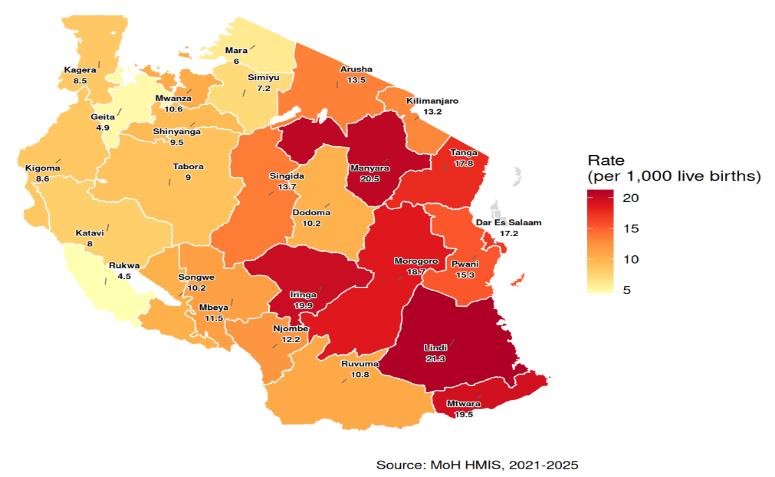 Mara
6
Arusha
13.5
Kagera
8.5
Simiyu
7.2
Mwanza
10.6
Kilimanjaro
13.2
Geita
4.9
Shinyanga
9.5
Tanga
17.8
Kigoma
8.6
Tabora
9
Singida
13.7
Manyara
20.5
Rate
(per 1,000 live births)
20
15
10
5
Dodoma
10.2
Dar Es Salaam
17.2
Katavi
8
Rukwa
4.5
Morogoro
18.7
Pwani
15.3
Songwe
10.2
Iringa
19.9
Mbeya
11.5
Njombe
12.2
Lindi
21.3
Ruvuma
10.8
Mtwara
19.5
Source: MoH HMIS, 2021-2025